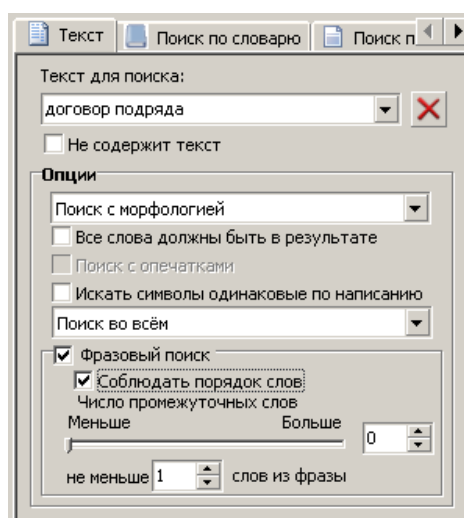 Текст Поиск по словарю Поиск п
Текст для поиска:
договор подряда
Не содержит текст
Опции
Поиск с морфологией
Все слова должны быть в результате
Поиск с опечатками
Искать символы одинаковые по написанию
Поиск во всём
Фразовый поиск
Соблюдать порядок слов
Число промежуточных слов
Меньше Больше
0
не меньше 1 слов из фразы